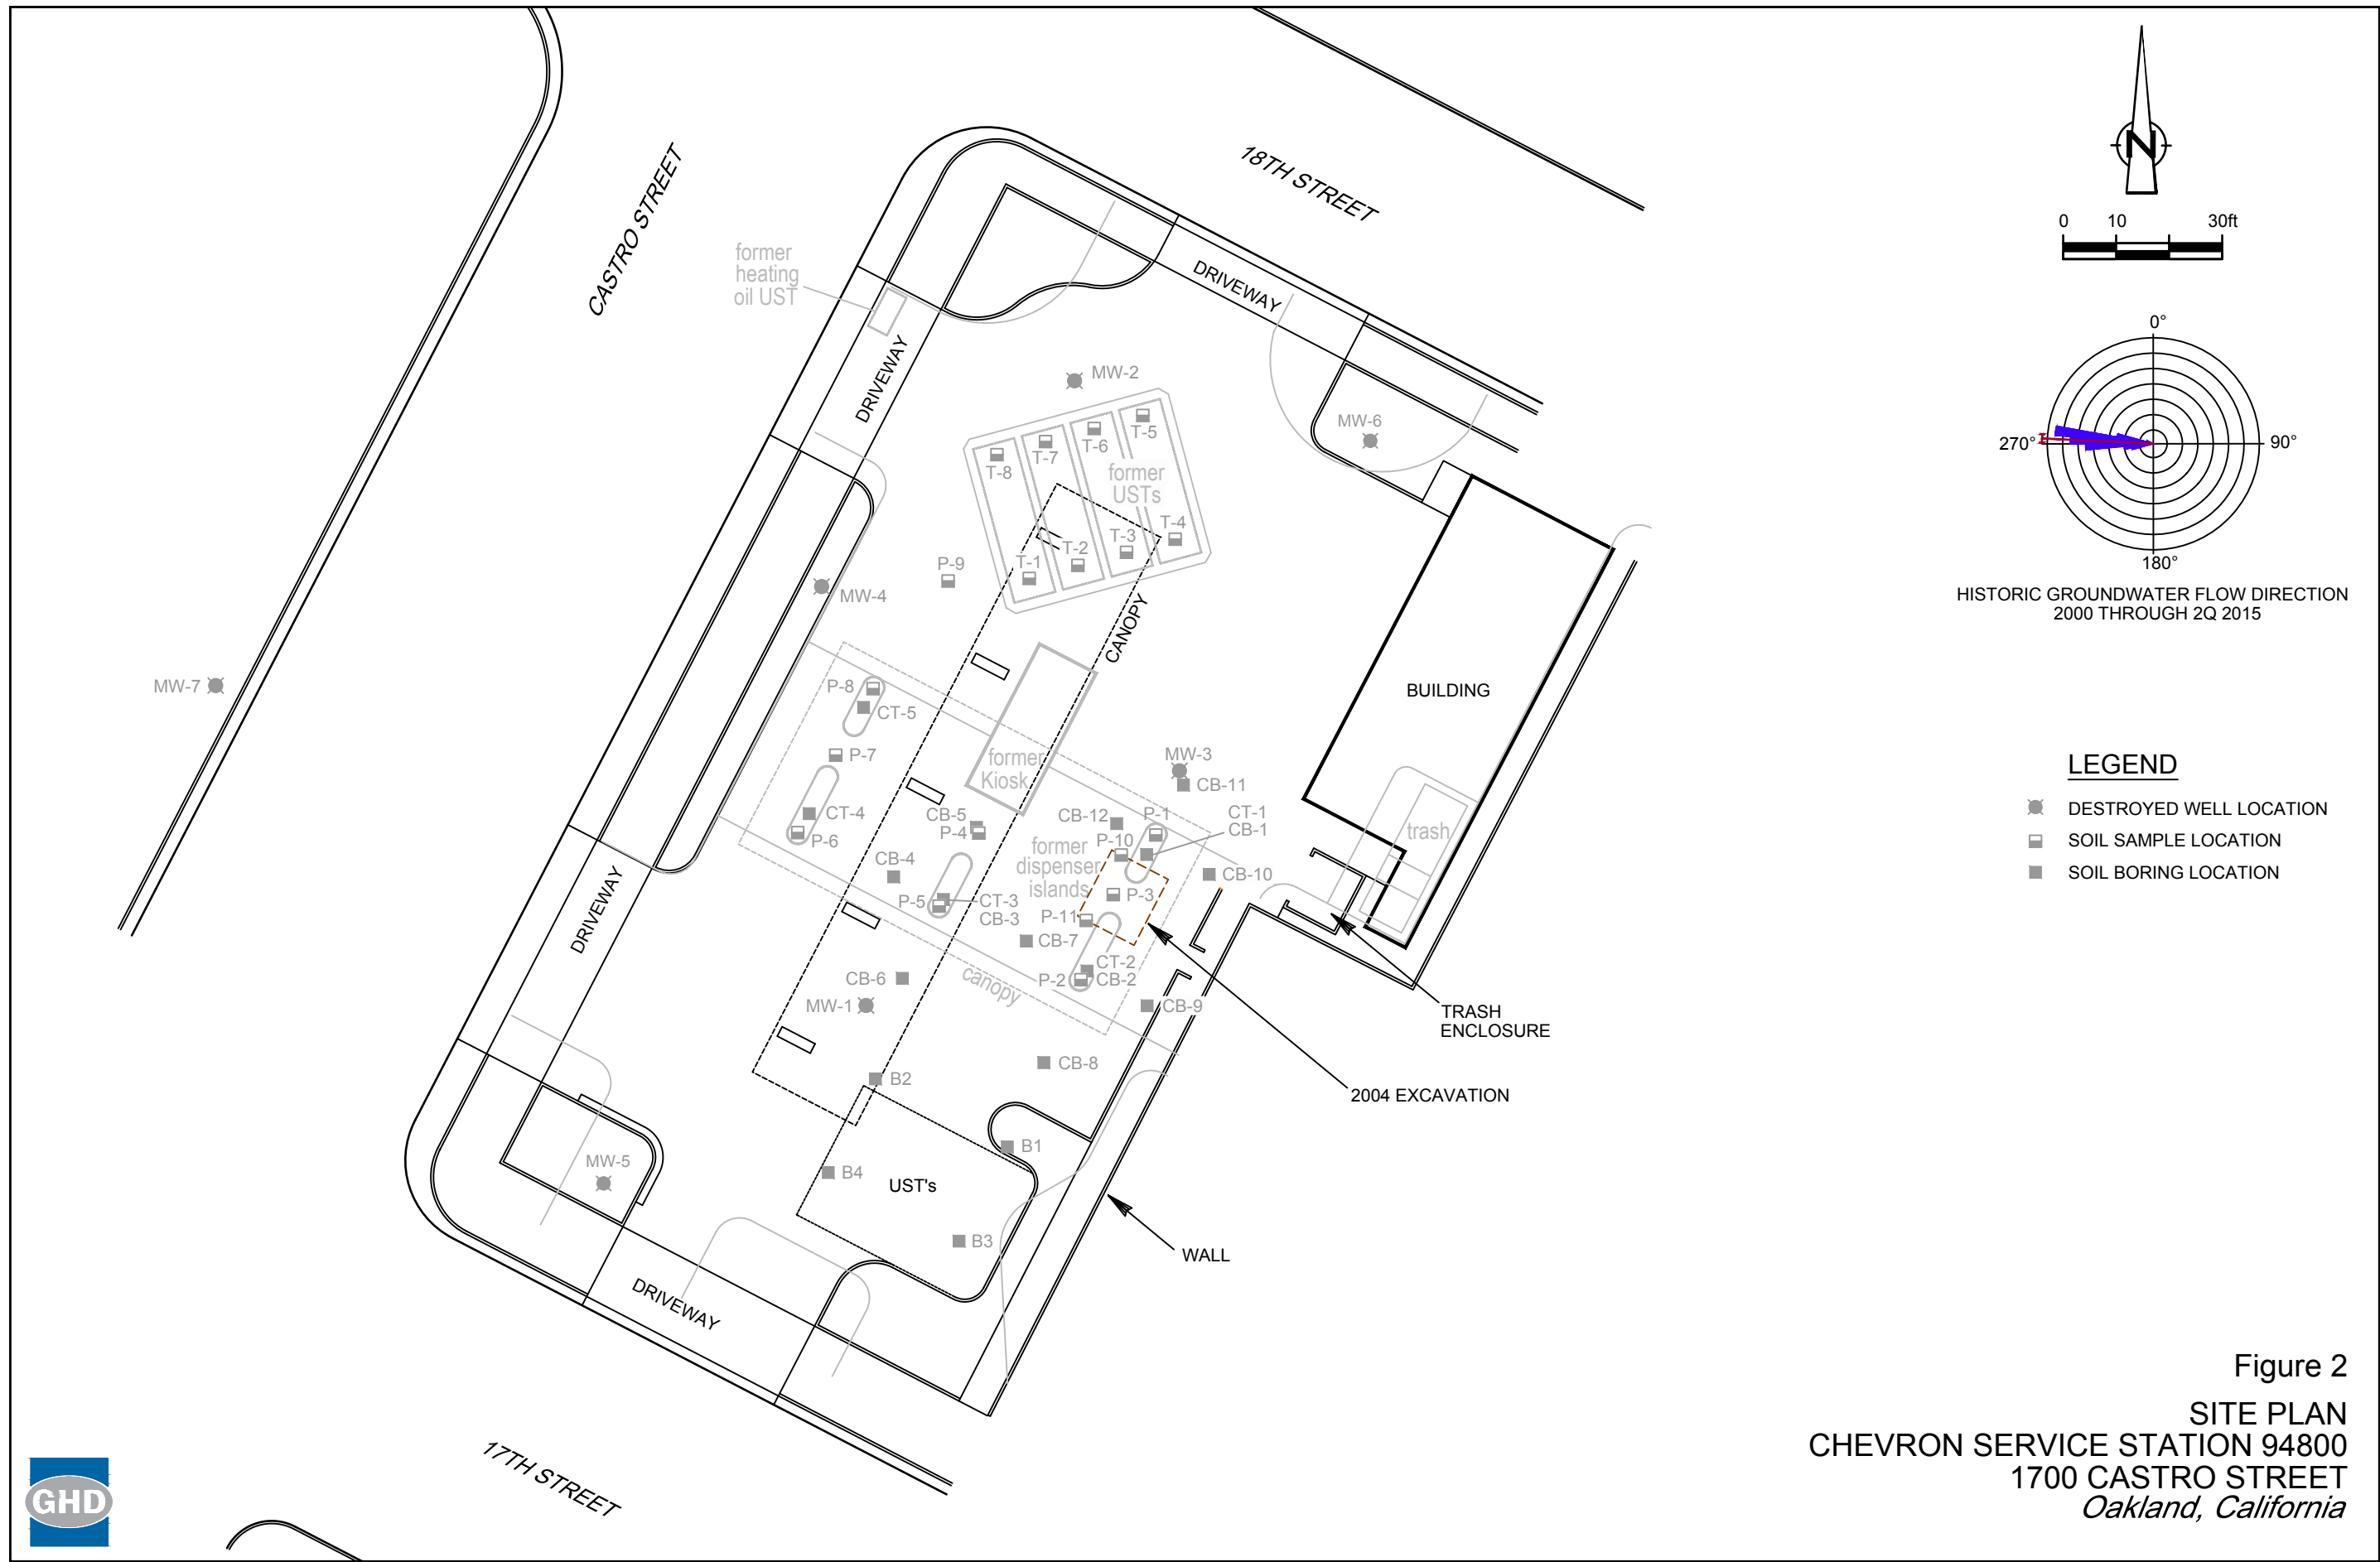 18TH STREET
CASTRO STREET
N
0 10 30ft
former
heating
oil UST
DRIVEWAY
DRIVEWAY
0°
270°
90°
180°
HISTORIC GROUNDWATER FLOW DIRECTION
2000 THROUGH 2Q 2015
MW-2
MW-6
T-5
T-6
T-7
T-8
former
USTs
T-4
T-3
T-2
T-1
P-9
MW-4
CANOPY
MW-7
P-8
CT-5
BUILDING
P-7
former
Kiosk
MW-3
CB-11
LEGEND
DESTROYED WELL LOCATION
SOIL SAMPLE LOCATION
SOIL BORING LOCATION
CT-4
P-6
CB-5
P-4
CB-12
P-1
CT-1
CB-1
P-10
trash
former
dispenser
islands
CB-4
CB-10
P-5
CT-3
CB-3
P-3
P-11
CB-7
DRIVEWAY
CT-2
CB-2
P-2
canopy
CB-6
MW-1
CB-9
TRASH
ENCLOSURE
CB-8
B2
2004 EXCAVATION
B1
MW-5
B4
UST's
B3
WALL
DRIVEWAY
17TH STREET
Figure 2
SITE PLAN
CHEVRON SERVICE STATION 94800
1700 CASTRO STREET
Oakland, California
GHD